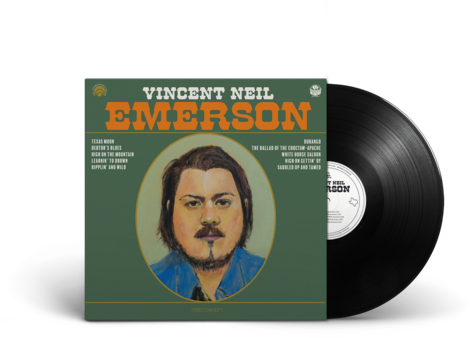 VINCENT NEIL
EMERSON
TEXAS MOON
DEBTOR'S BLUES
HIGH ON THE MOUNTAIN
LEARNIN' TO DROWN
RIPPLIN' AND WILD
DURANGO
THE BALLAD OF THE CHOCTAW-APACHE
WHITE HORSE SALOON
HIGH ON GETTIN' BY
SADDLED UP AND TAMED
VINCENT NEIL
EMERSON